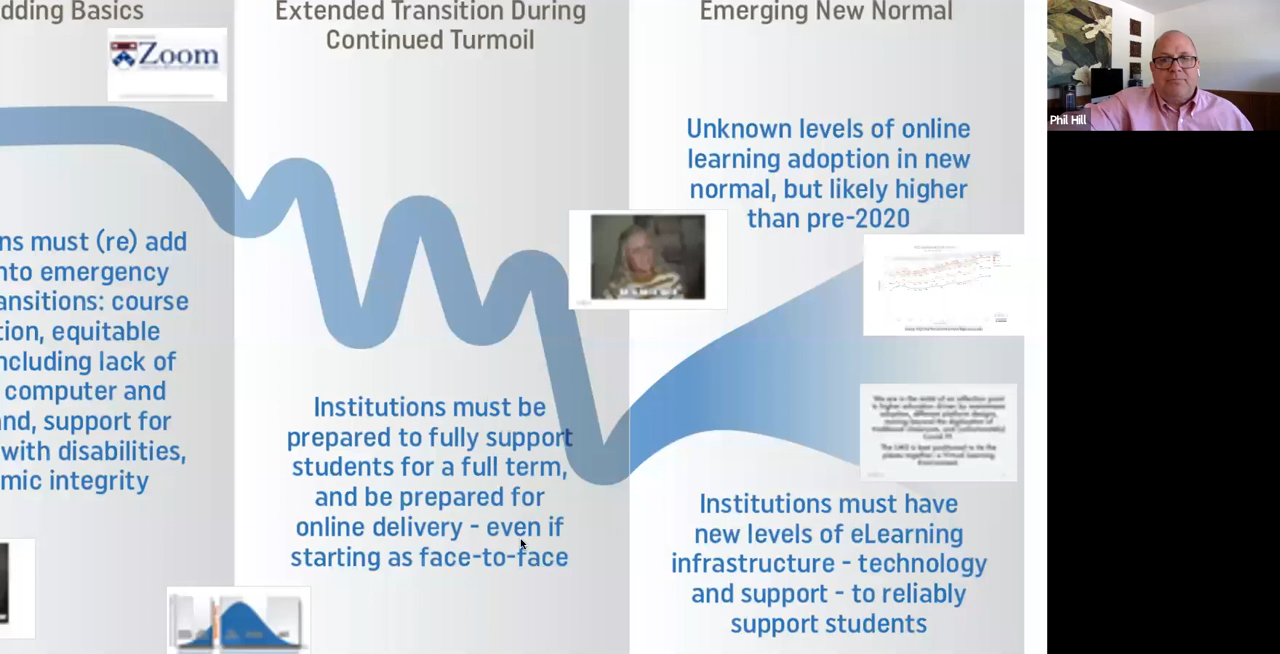 dding Basics
Zoom
ns must (re) add
nto emergency
ansitions: course
tion, equitable
ncluding lack of
computer and
nd, support for
with disabilities,
mic integrity
Extended Transition During
Continued Turmoil
Institutions must be
prepared to fully support
students for a full term,
and be prepared for
online delivery - even if
starting as face-to-face
Emerging New Normal
Unknown levels of online
learning adoption in new
normal, but likely higher
than pre-2020
Institutions must have
new levels of eLearning
infrastructure - technology
and support - to reliably
support students
Phil Hill